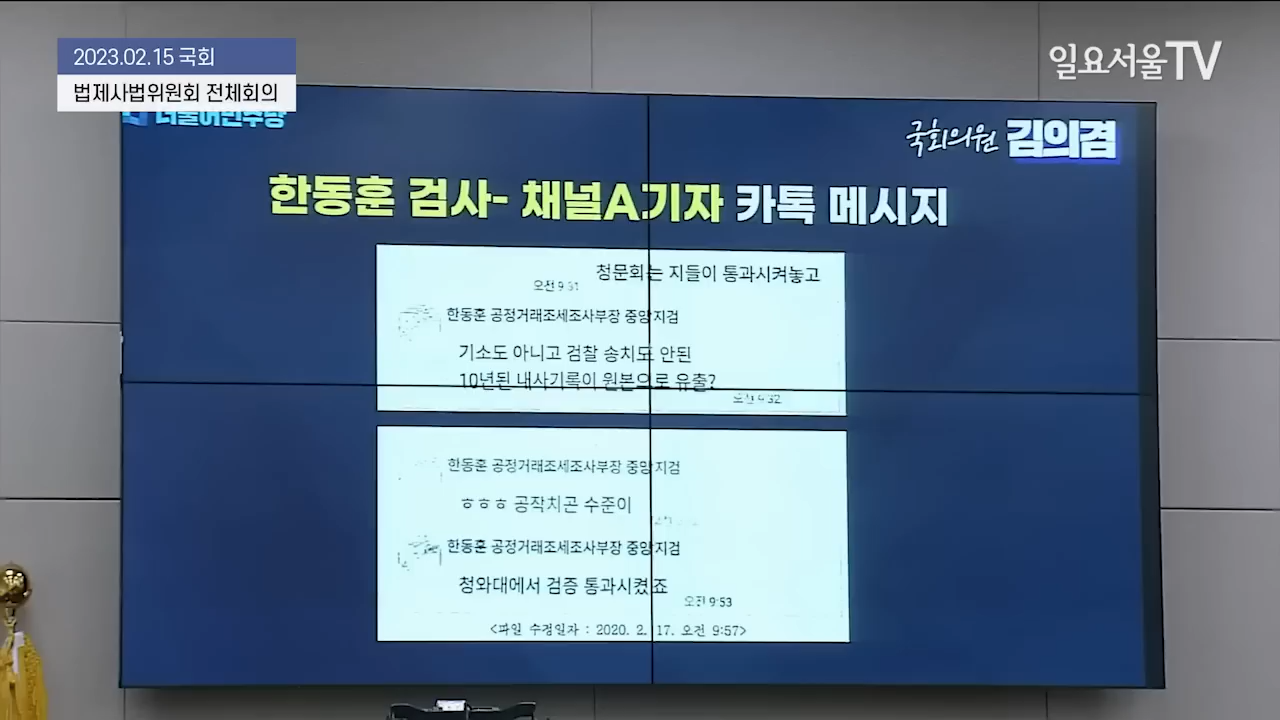 2023.02.15 국회
법제사법위원회 전체회의
일요서울TV
더불어민주당
국회의원 김의겸
한동훈 검사- 채널A기자 카톡 메시지
청문회는 지들이 통과시켜놓고
오전 9:31
한동훈 공정거래조세조사부장 중앙지검
기소도 아니고 검찰 송치도 안된
10년된 내사기록이 원본으로 유출?
오전 9:32
한동훈 공정거래조세조사부장 중앙지검
ㅎㅎㅎ 공작치곤 수준이
한동훈 공정거래조세조사부장 중앙지검
청와대에서 검증 통과시켰죠
오전 9:53
<파일 수정일자 : 2020. 2. 17. 오전 9:57>